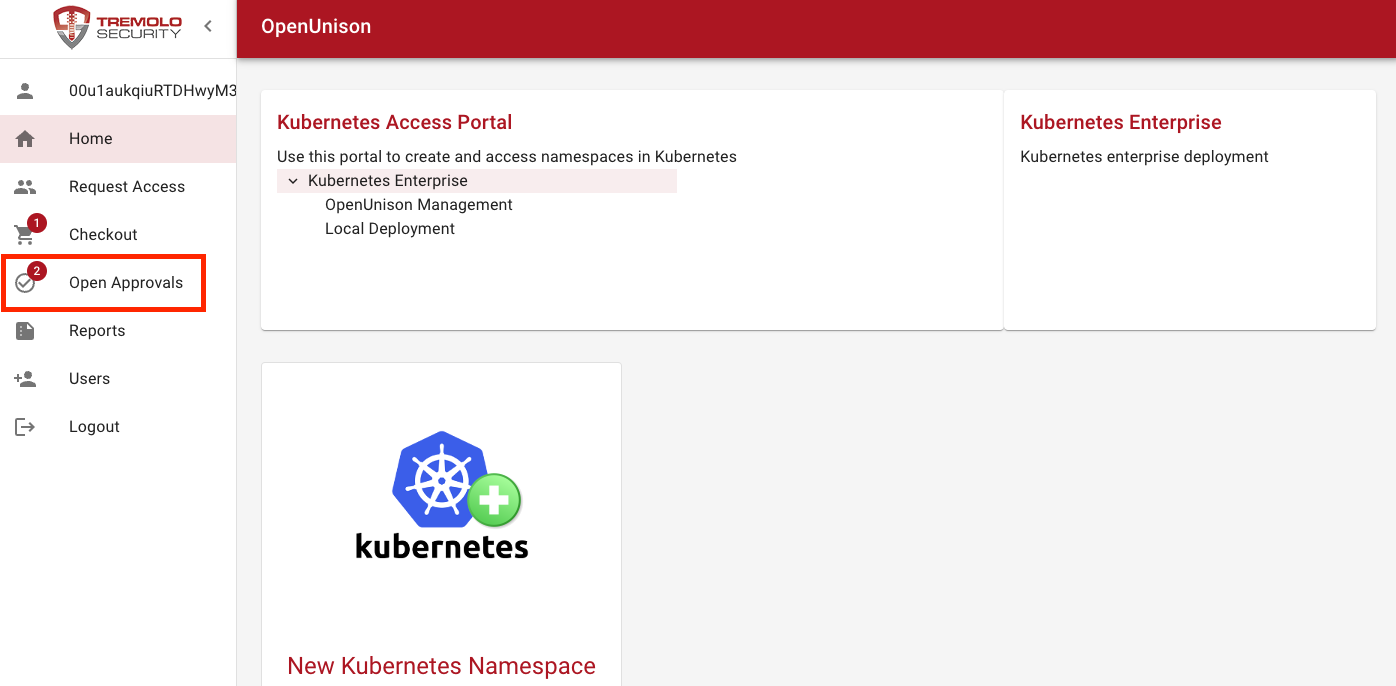 TREMOLO
SECURITY
OpenUnison
00u1aukqiuRTDHwyM3
Home
Request Access
1
Checkout
2
Open Approvals
Reports
Users
Logout
Kubernetes Access Portal
Use this portal to create and access namespaces in Kubernetes
Kubernetes Enterprise
OpenUnison Management
Local Deployment
Kubernetes Enterprise
Kubernetes enterprise deployment
kubernetes
New Kubernetes Namespace